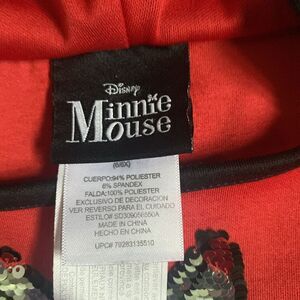 Disney
Minnie
Mouse
(6/6X)
CUERPO:94% POLIESTER
6% SPANDEX
FALDA:100% POLIESTER
EXCLUSIVO DE DECORACION
VER REVERSO PARA EL CUIDADO
ESTILO# SD30905E550A
MADE IN CHINA
HECHO EN CHINA
UPC# 79283135510